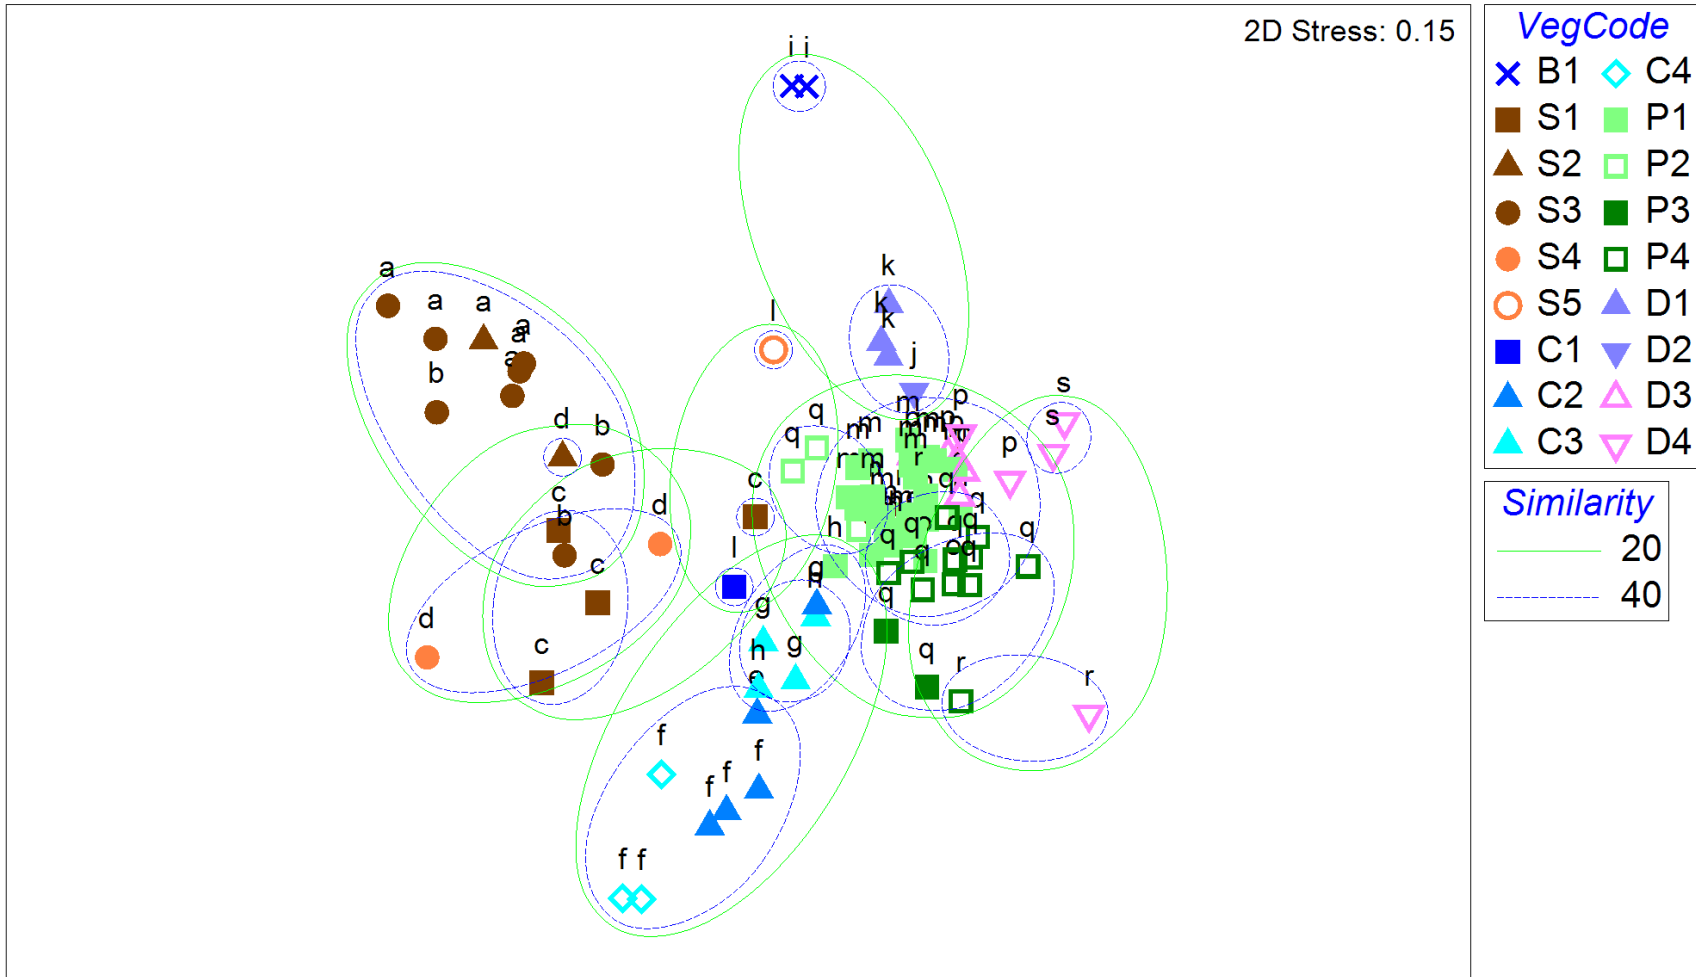 2D Stress: 0.15
i i
k
k
k
j
l
a
a
a
a
a
a
b
d
b
c
b
d
c
c
d
c
l
q
q
m
p
m
m
m
m
m
r
p
s
s
h
q
q
q
q
q
q
q
q
q
r
r
g
g
h
f
f
f
f
f f
VegCode
B1 C4
S1 P1
S2 P2
S3 P3
S4 P4
S5 D1
C1 D2
C2 D3
C3 D4
Similarity
20
40